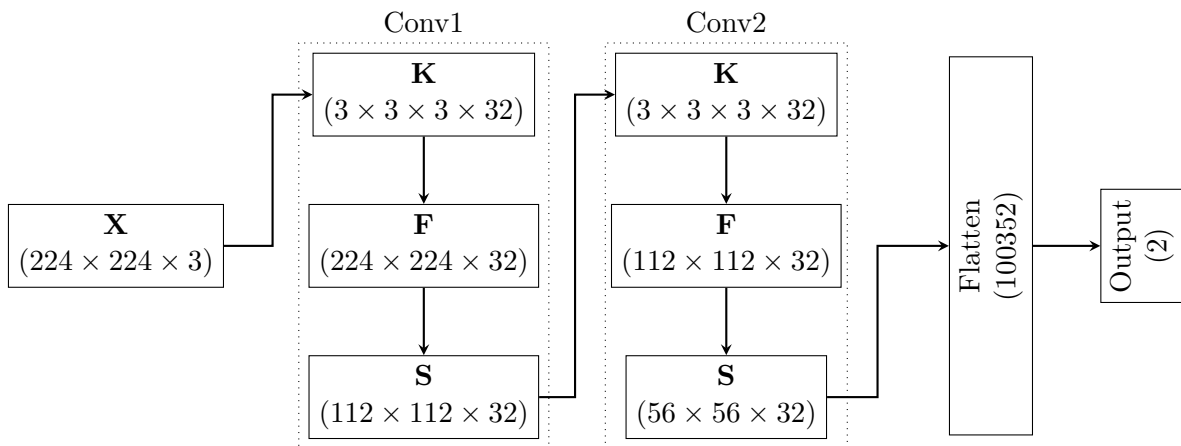 Conv1
Conv2
X
(224 × 224 × 3)
K
(3 × 3 × 3 × 32)
F
(224 × 224 × 32)
S
(112 × 112 × 32)
K
(3 × 3 × 3 × 32)
F
(112 × 112 × 32)
S
(56 × 56 × 32)
Flatten
(100352)
Output
(2)